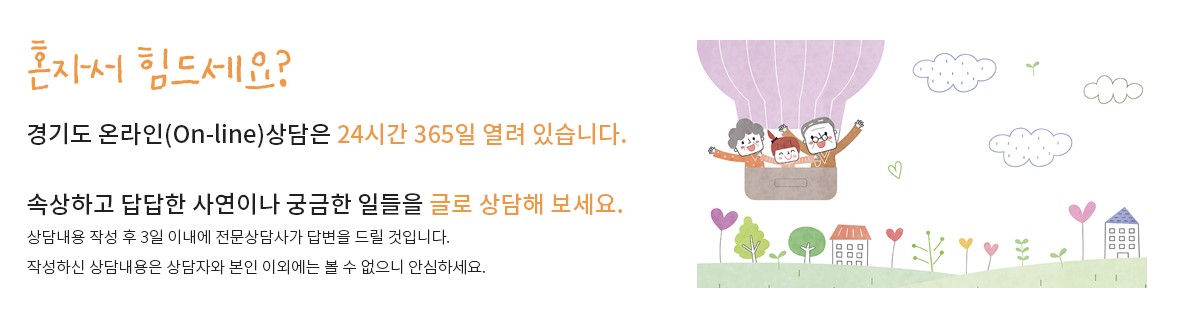 혼자서 힘드세요?
경기도 온라인(On-line)상담은 24시간 365일 열려 있습니다.
속상하고 답답한 사연이나 궁금한 일들을 글로 상담해 보세요.
상담내용 작성 후 3일 이내에 전문상담사가 답변을 드릴 것입니다.
작성하신 상담내용은 상담자와 본인 이외에는 볼 수 없으니 안심하세요.